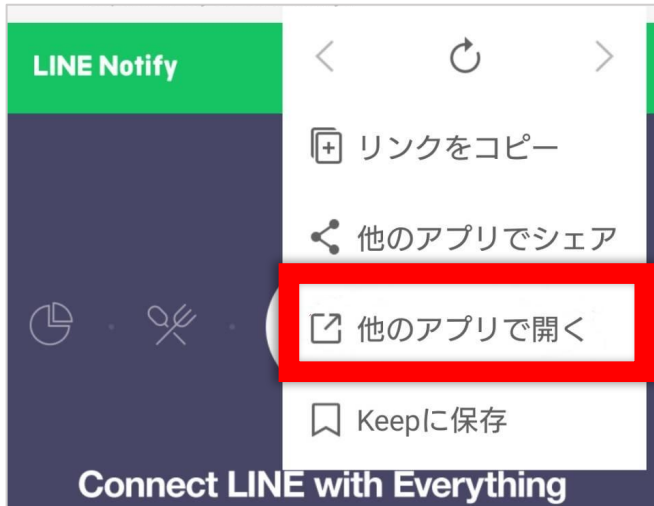 LINE Notify
リンクをコピー
他のアプリでシェア
他のアプリで開く
Keepに保存
Connect LINE with Everything